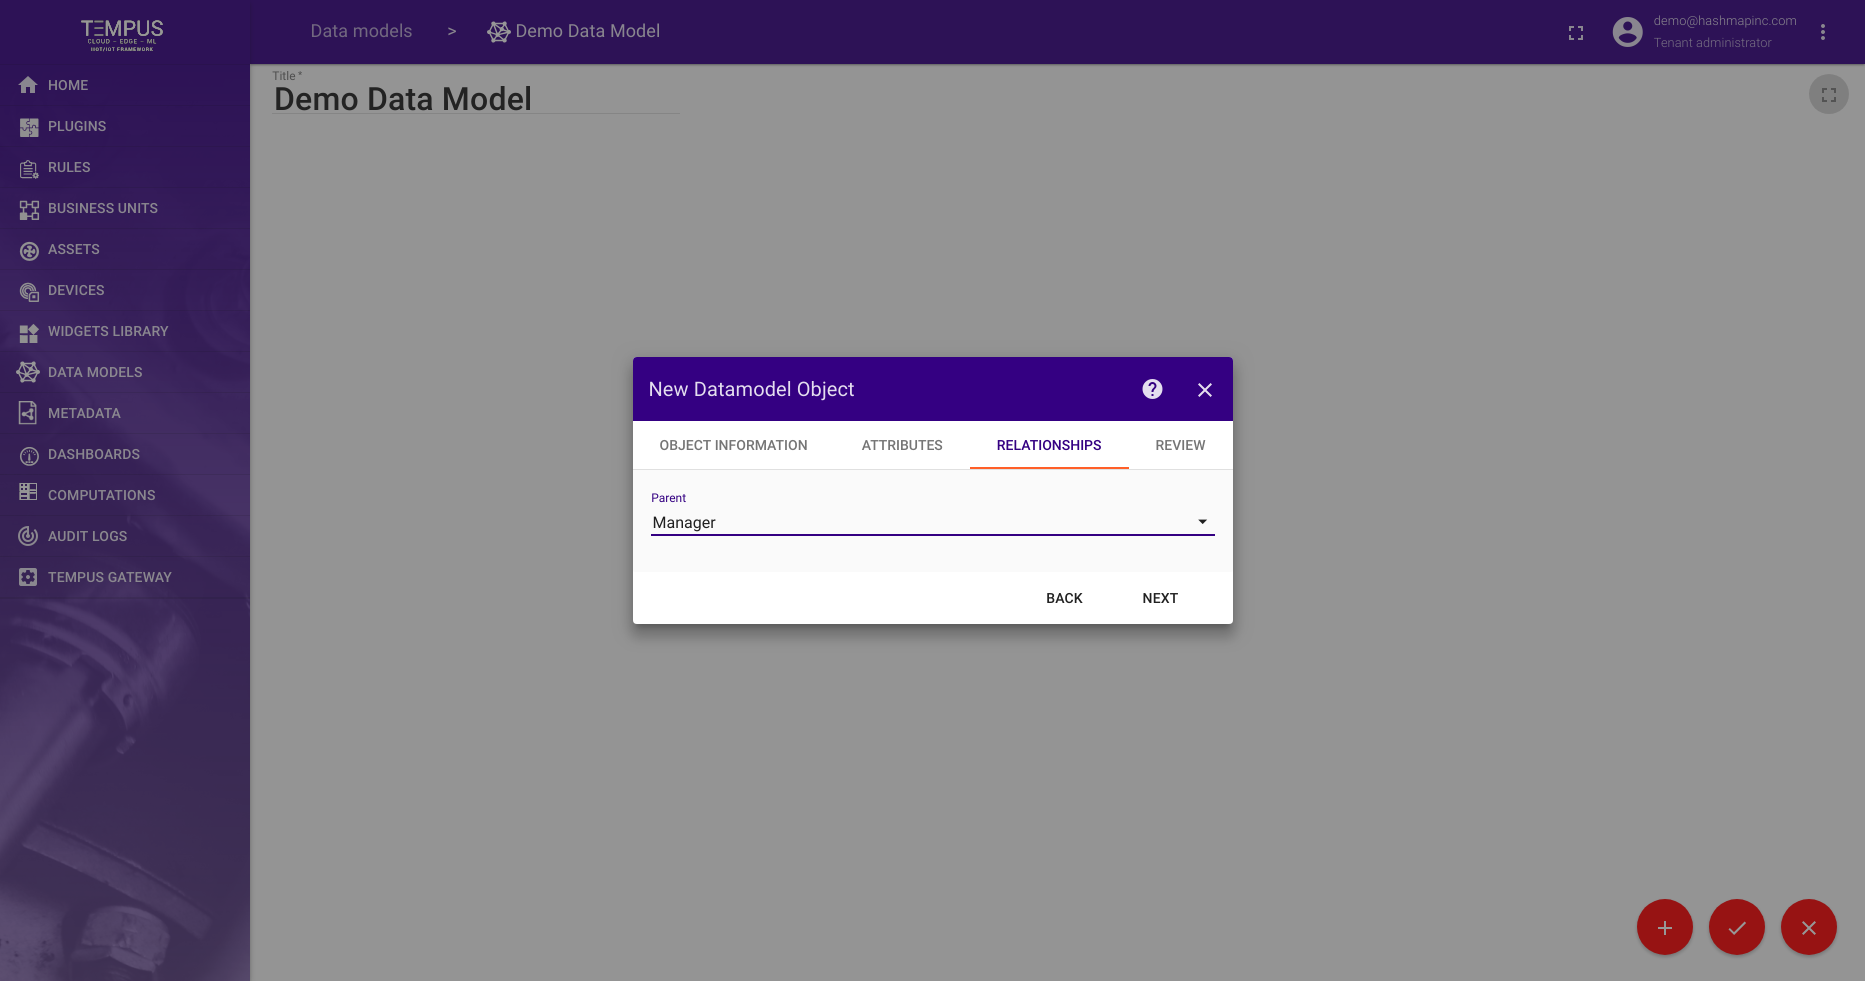 TEMPUS
CLOUD - EDGE - ML
IIIOT/IOT FRAMEWORK
Data models > Demo Data Model
demo@hashmapinc.com
Tenant administrator
HOME
PLUGINS
RULES
BUSINESS UNITS
ASSETS
DEVICES
WIDGETS LIBRARY
DATA MODELS
METADATA
DASHBOARDS
COMPUTATIONS
AUDIT LOGS
TEMPUS GATEWAY
Title *
Demo Data Model
New Datamodel Object
OBJECT INFORMATION ATTRIBUTES RELATIONSHIPS REVIEW
Parent
Manager
BACK NEXT